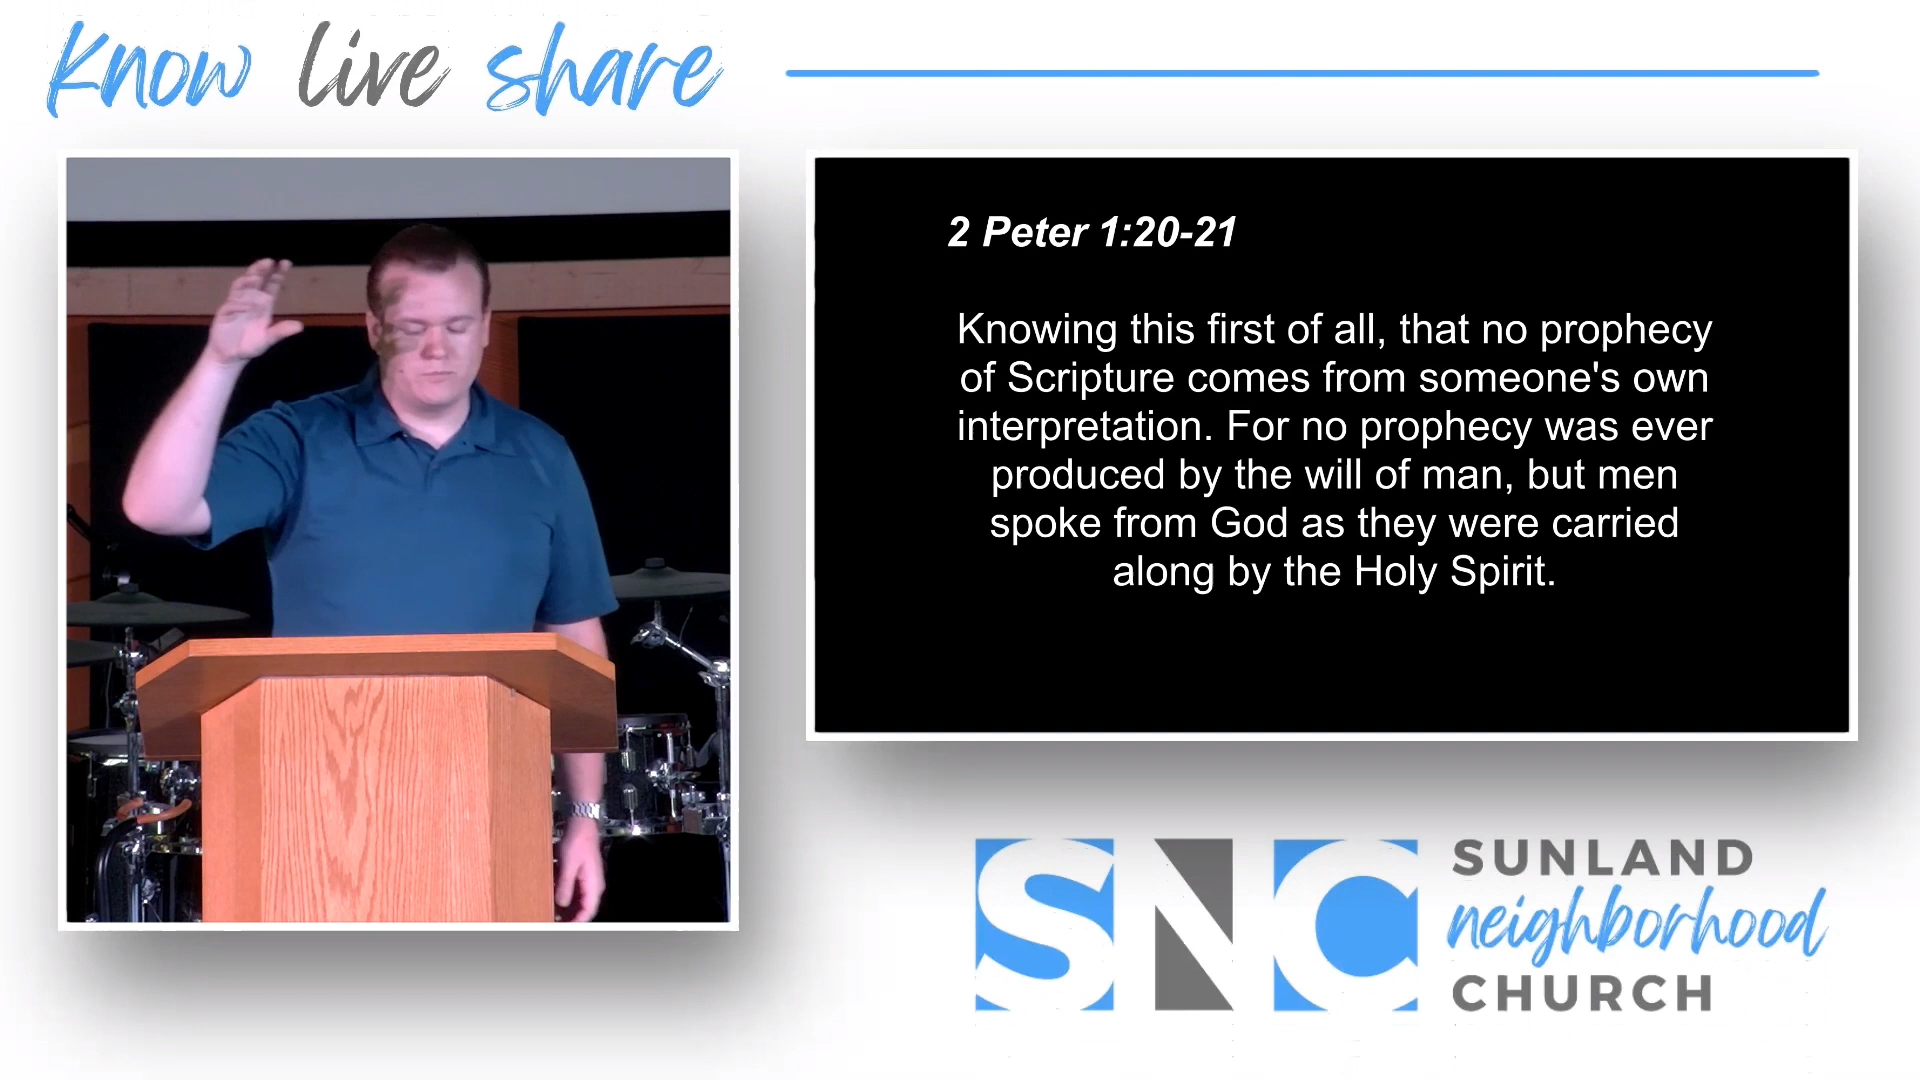 Know live share
2 Peter 1:20-21
Knowing this first of all, that no prophecy
of Scripture comes from someone's own
interpretation. For no prophecy was ever
produced by the will of man, but men
spoke from God as they were carried
along by the Holy Spirit.
SNC
SUNLAND
neighborhood
CHURCH